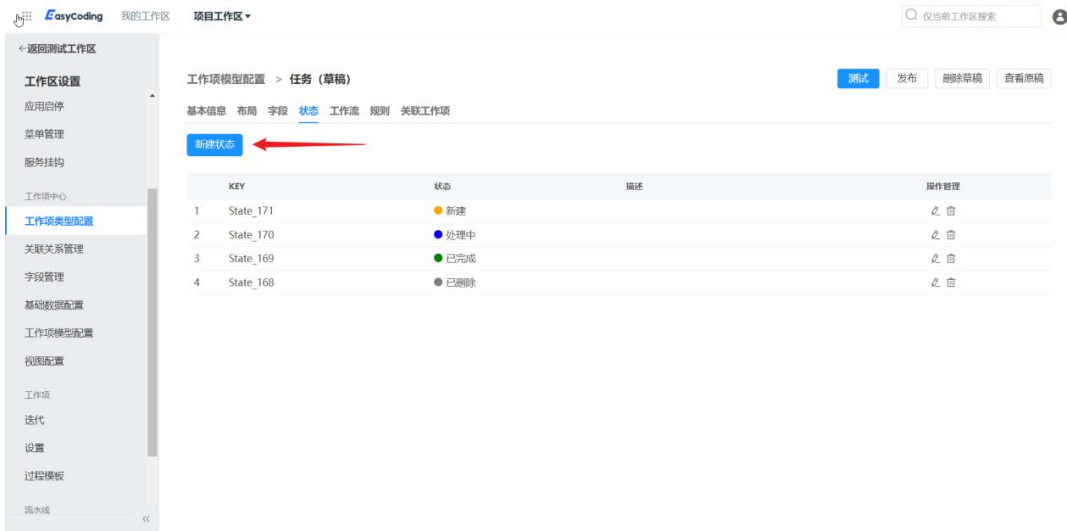 EasyCoding 我的工作区 项目工作区 仅当前工作区搜索
←返回测试工作区
工作区设置
应用启停
菜单管理
服务挂钩
工作项中心
工作项类型配置
关联关系管理
字段管理
基础数据配置
工作项模型配置
视图配置
工作项
迭代
设置
过程模板
流水线
工作项模型配置 > 任务（草稿）
测试 发布 删除草稿 查看原稿
基本信息 布局 字段 状态 工作流 规则 关联工作项
新建状态
KEY 状态 描述 操作管理
1 State_171 新建
2 State_170 处理中
3 State_169 已完成
4 State_168 已删除